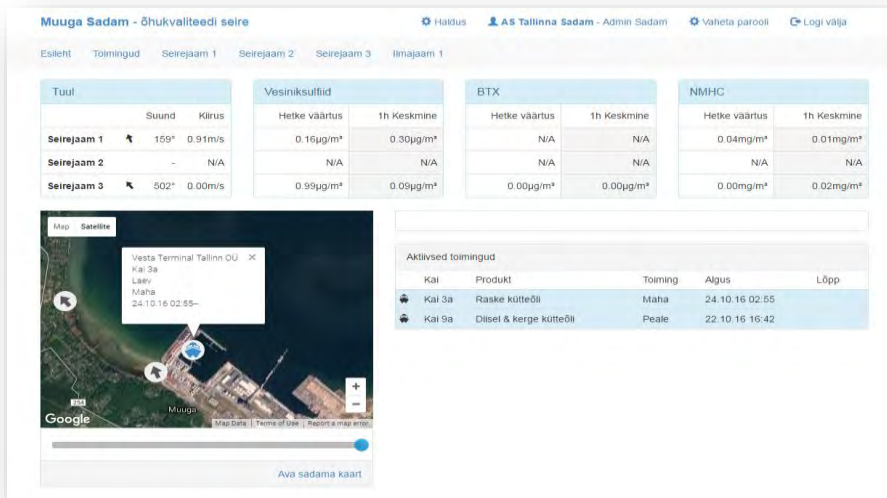 Muuga Sadam - õhukvaliteedi seire
Haldus
AS Tallinna Sadam - Admin Sadam
Vaheta parooli
Logi välja
Esileht Toimingud Seirejaam 1 Seirejaam 2 Seirejaam 3 Ilmajaam 1
Tuul
Suund Kiirus
Seirejaam 1 159° 0.91m/s
Seirejaam 2 - N/A
Seirejaam 3 502° 0.00m/s
Vesiniksulfiid
Hetke väärtus 1h Keskmine
0.16µg/m³ 0.30µg/m³
N/A N/A
0.99µg/m³ 0.09µg/m³
BTX
Hetke väärtus 1h Keskmine
N/A N/A
N/A N/A
0.00µg/m³ 0.00µg/m³
NMHC
Hetke väärtus 1h Keskmine
0.04mg/m³ 0.01mg/m³
N/A N/A
0.00mg/m³ 0.02mg/m³
Map Satellite
Vesta Terminal Tallinn OÜ ×
Kai 3a
Laev
Maha
24.10.16 02:55–
254
Muuga
+
−
Google
Map Data Terms of Use Report a map error
Ava sadama kaart
Aktiivsed toimingud
Kai Produkt Toiming Algus Lõpp
Kai 3a Raske kütteõli Maha 24.10.16 02:55
Kai 9a Diisel & kerge kütteõli Peale 22.10.16 16:42